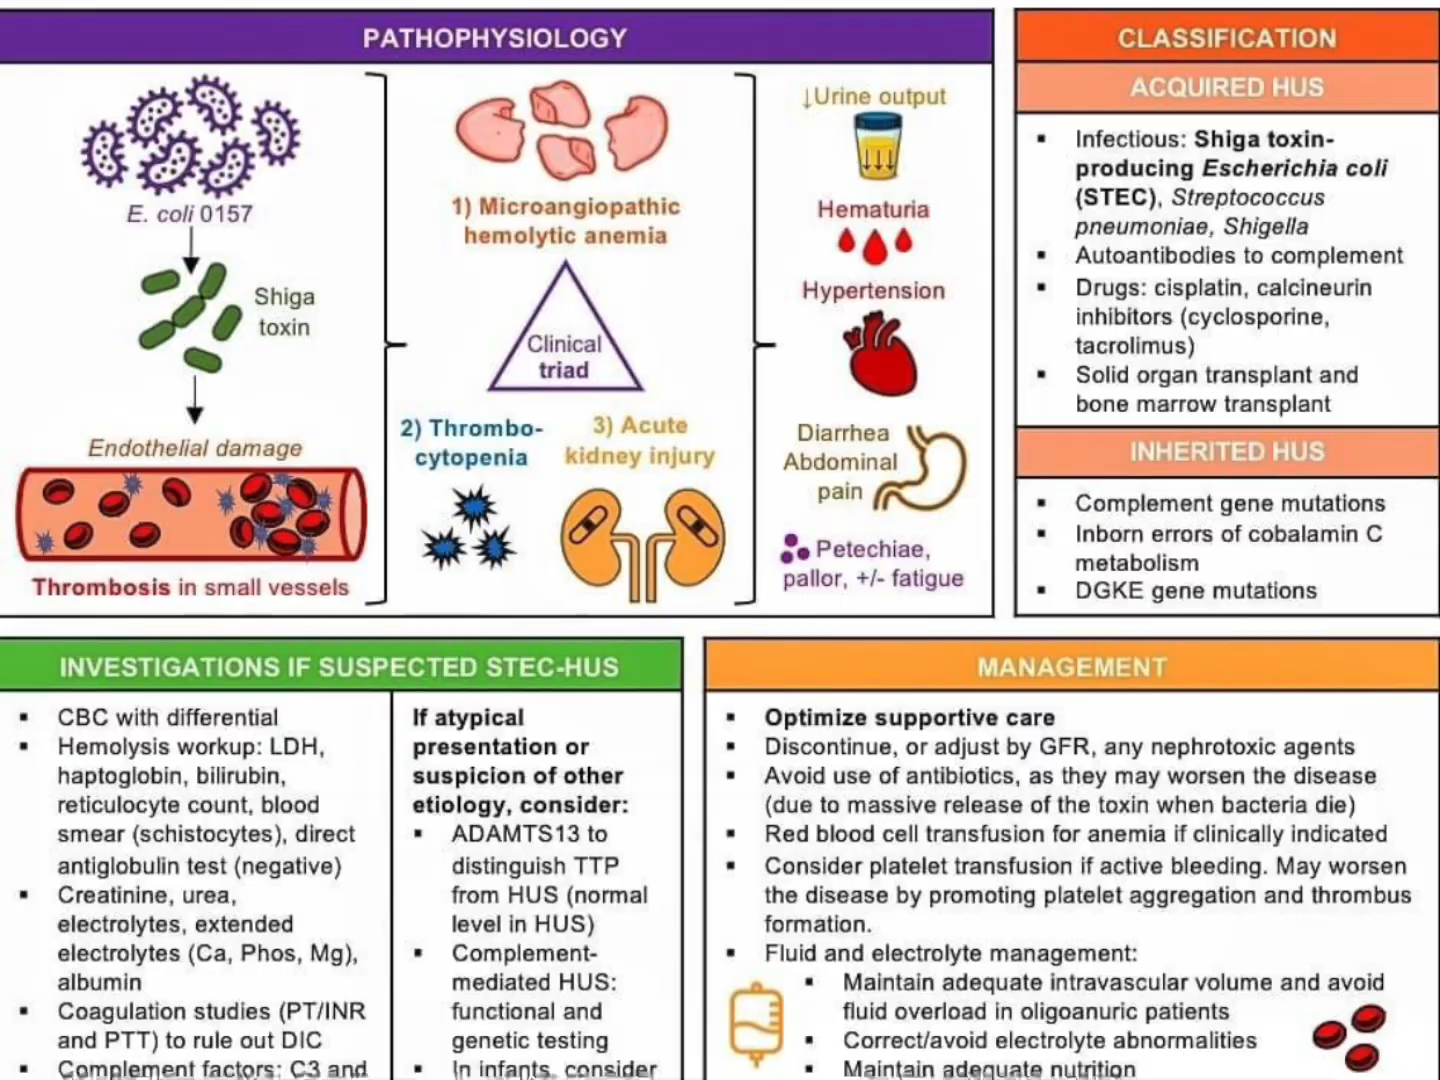 PATHOPHYSIOLOGY
E. coli 0157
Shiga
toxin
Endothelial damage
Thrombosis in small vessels
1) Microangiopathic
hemolytic anemia
Clinical
triad
2) Thrombo-
cytopenia
3) Acute
kidney injury
↓Urine output
Hematuria
Hypertension
Diarrhea
Abdominal
pain
Petechiae,
pallor, +/- fatigue
CLASSIFICATION
ACQUIRED HUS
▪ Infectious: Shiga toxin-
producing Escherichia coli
(STEC), Streptococcus
pneumoniae, Shigella
▪ Autoantibodies to complement
▪ Drugs: cisplatin, calcineurin
inhibitors (cyclosporine,
tacrolimus)
▪ Solid organ transplant and
bone marrow transplant
INHERITED HUS
▪ Complement gene mutations
▪ Inborn errors of cobalamin C
metabolism
▪ DGKE gene mutations
INVESTIGATIONS IF SUSPECTED STEC-HUS
▪ CBC with differential
▪ Hemolysis workup: LDH,
haptoglobin, bilirubin,
reticulocyte count, blood
smear (schistocytes), direct
antiglobulin test (negative)
▪ Creatinine, urea,
electrolytes, extended
electrolytes (Ca, Phos, Mg),
albumin
▪ Coagulation studies (PT/INR
and PTT) to rule out DIC
▪ Complement factors: C3 and
If atypical
presentation or
suspicion of other
etiology, consider:
▪ ADAMTS13 to
distinguish TTP
from HUS (normal
level in HUS)
▪ Complement-
mediated HUS:
functional and
genetic testing
▪ In infants, consider
MANAGEMENT
▪ Optimize supportive care
▪ Discontinue, or adjust by GFR, any nephrotoxic agents
▪ Avoid use of antibiotics, as they may worsen the disease
(due to massive release of the toxin when bacteria die)
▪ Red blood cell transfusion for anemia if clinically indicated
▪ Consider platelet transfusion if active bleeding. May worsen
the disease by promoting platelet aggregation and thrombus
formation.
▪ Fluid and electrolyte management:
▪ Maintain adequate intravascular volume and avoid
fluid overload in oligoanuric patients
▪ Correct/avoid electrolyte abnormalities
▪ Maintain adequate nutrition